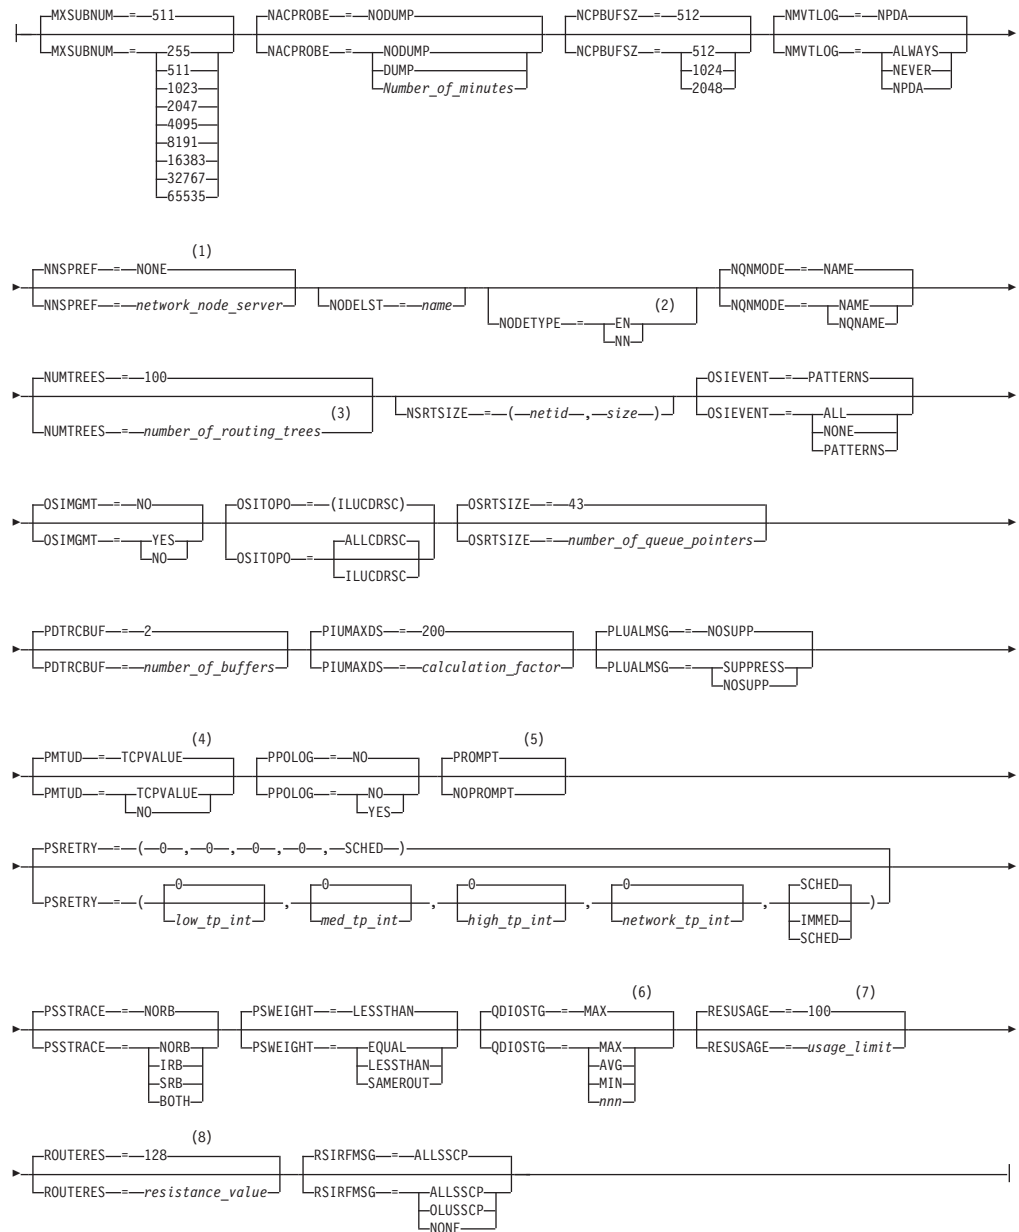 MXSUBNUM = 511 NACPROBE = NODUMP NCPBUFSZ = 512 NMVTLOG = NPDA
MXSUBNUM = 255 NACPROBE = NODUMP NCPBUFSZ = 512 NMVTLOG = ALWAYS
511 DUMP 1024 NEVER
1023 Number_of_minutes 2048 NPDA
2047
4095
8191
16383
32767
65535
(1)
NNSPREF = NONE NQNMODE = NAME
NNSPREF = network_node_server NODELST = name (2) NQNMODE = NAME
NODETYPE = EN NQNAME
NN
NUMTREES = 100 OSIEVENT = PATTERNS
(3) NSRTSIZE = ( netid , size ) OSIEVENT = ALL
NUMTREES = number_of_routing_trees NONE
PATTERNS
OSIMGMT = NO OSITOPO = (ILUCDRSC) OSRTSIZE = 43
OSIMGMT = YES ALLCDRSC OSRTSIZE = number_of_queue_pointers
NO OSITOPO = ILUCDRSC
PDTRCBUF = 2 PIUMAXDS = 200 PLUALMSG = NOSUPP
PDTRCBUF = number_of_buffers PIUMAXDS = calculation_factor PLUALMSG = SUPPRESS
NOSUPP
(4) (5)
PMTUD = TCPVALUE PPOLOG = NO PROMPT
PMTUD = TCPVALUE PPOLOG = NO NOPROMPT
NO YES
PSRETRY = ( 0 , 0 , 0 , 0 , SCHED )
0 0 0 0 SCHED
PSRETRY = ( low_tp_int , med_tp_int , high_tp_int , network_tp_int , IMMED )
SCHED
(6) (7)
PSSTRACE = NORB PSWEIGHT = LESSTHAN QDIOSTG = MAX RESUSAGE = 100
PSSTRACE = NORB PSWEIGHT = EQUAL QDIOSTG = MAX RESUSAGE = usage_limit
IRB LESSTHAN AVG
SRB SAMEROUT MIN
BOTH nnn
(8)
ROUTERES = 128 RSIRFMSG = ALLSSCP
ROUTERES = resistance_value RSIRFMSG = ALLSSCP
OLUSSCP
NONE